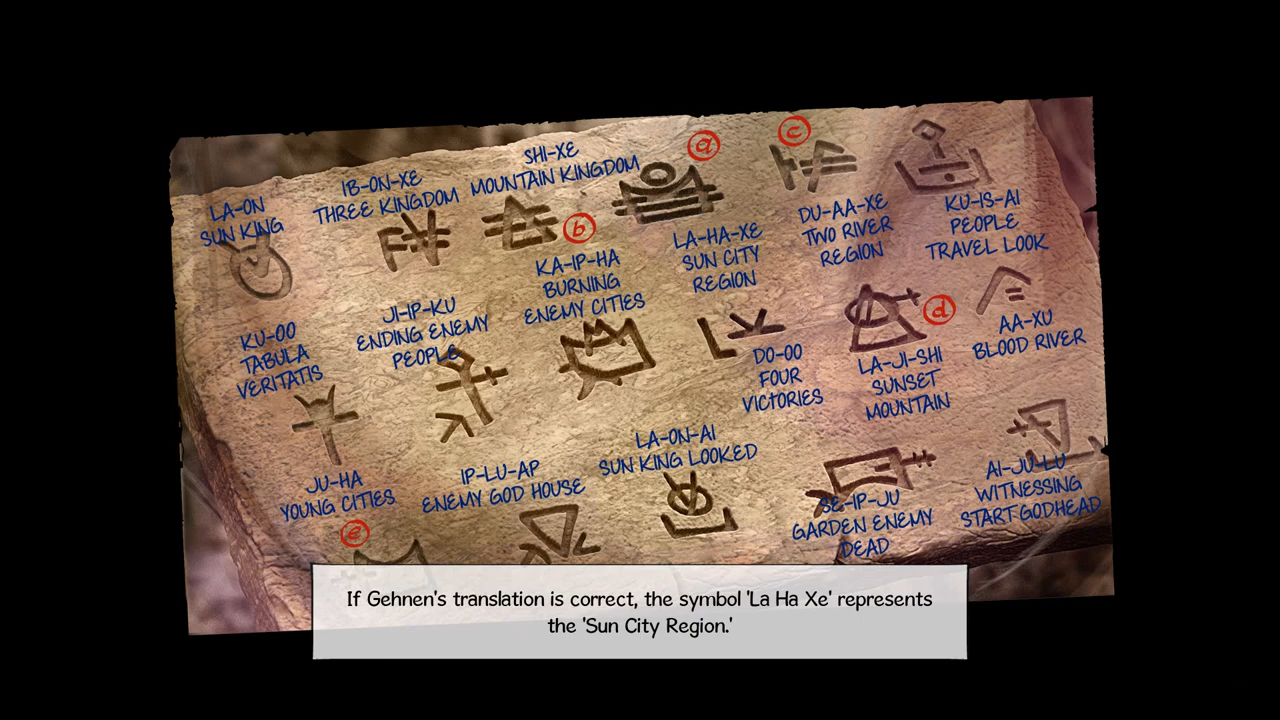 LA-ON
SUN KING
IB-ON-XE
THREE KINGDOM
SHI-XE
MOUNTAIN KINGDOM
a
LA-HA-XE
SUN CITY
REGION
c
DU-AA-XE
TWO RIVER
REGION
KU-IS-AI
PEOPLE
TRAVEL LOOK
KU-OO
TABULA
VERITATIS
JI-IP-KU
ENDING ENEMY
PEOPLE
b
KA-IP-HA
BURNING
ENEMY CITIES
DO-OO
FOUR
VICTORIES
d
LA-JI-SHI
SUNSET
MOUNTAIN
AA-XU
BLOOD RIVER
JU-HA
YOUNG CITIES
e
IP-LU-AP
ENEMY GOD HOUSE
LA-ON-AI
SUN KING LOOKED
SE-IP-JU
GARDEN ENEMY
DEAD
AI-JU-LU
WITNESSING
START GODHEAD
If Gehnen's translation is correct, the symbol 'La Ha Xe' represents
the 'Sun City Region.'